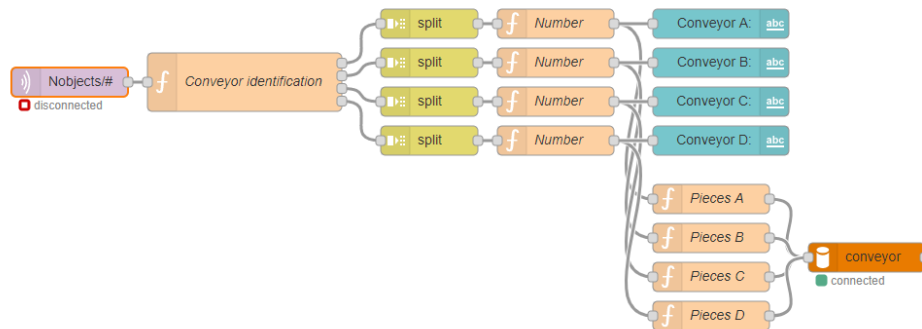 split
Number
Conveyor A:
abc
Nobjects/#
disconnected
Conveyor identification
split
Number
Conveyor B:
abc
split
Number
Conveyor C:
abc
split
Number
Conveyor D:
abc
Pieces A
Pieces B
Pieces C
Pieces D
conveyor
connected